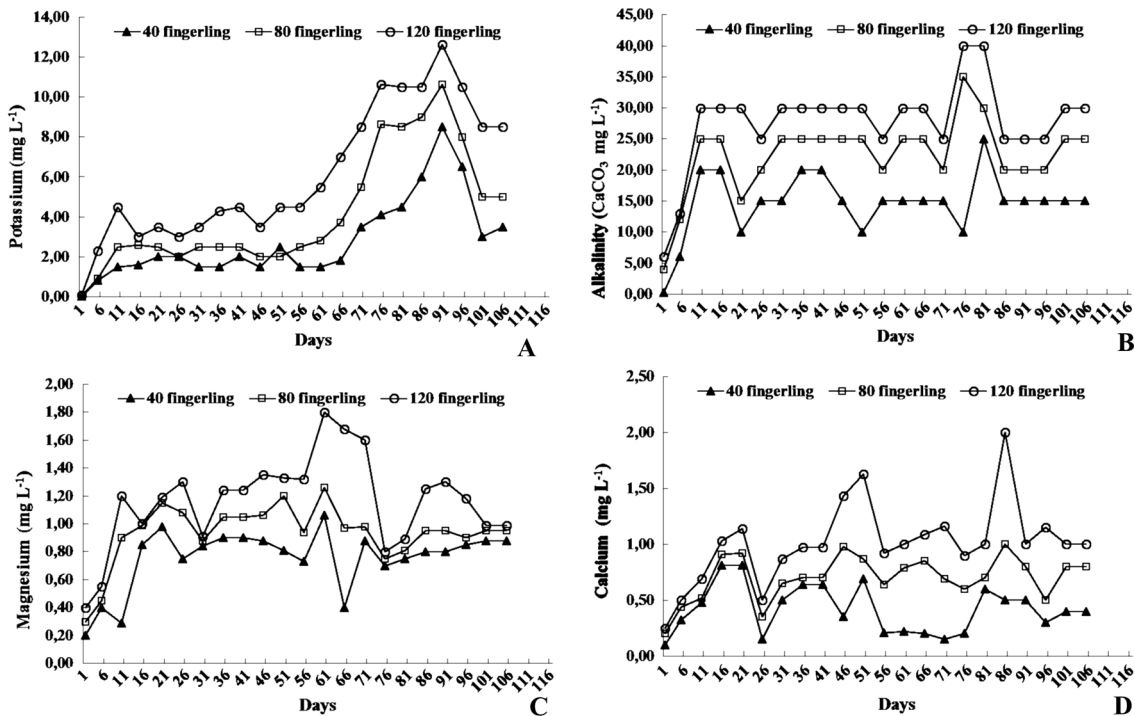 40 fingerling 80 fingerling 120 fingerling
Potassium (mg L-1)
14,00
12,00
10,00
8,00
6,00
4,00
2,00
0,00
1 6 11 16 21 26 31 36 41 46 51 56 61 66 71 76 81 86 91 96 101 106 111 116
Days
A
40 fingerling 80 fingerling 120 fingerling
Alkalinity (CaCO3 mg L-1)
45,00
40,00
35,00
30,00
25,00
20,00
15,00
10,00
5,00
0,00
1 6 11 16 21 26 31 36 41 46 51 56 61 66 71 76 81 86 91 96 101 106 111 116
Days
B
40 fingerling 80 fingerling 120 fingerling
Magnesium (mg L-1)
2,00
1,80
1,60
1,40
1,20
1,00
0,80
0,60
0,40
0,20
0,00
1 6 11 16 21 26 31 36 41 46 51 56 61 66 71 76 81 86 91 96 101 106 111 116
Days
C
40 fingerling 80 fingerling 120 fingerling
Calcium (mg L-1)
2,50
2,00
1,50
1,00
0,50
0,00
1 6 11 16 21 26 31 36 41 46 51 56 61 66 71 76 81 86 91 96 101 106 111 116
Days
D